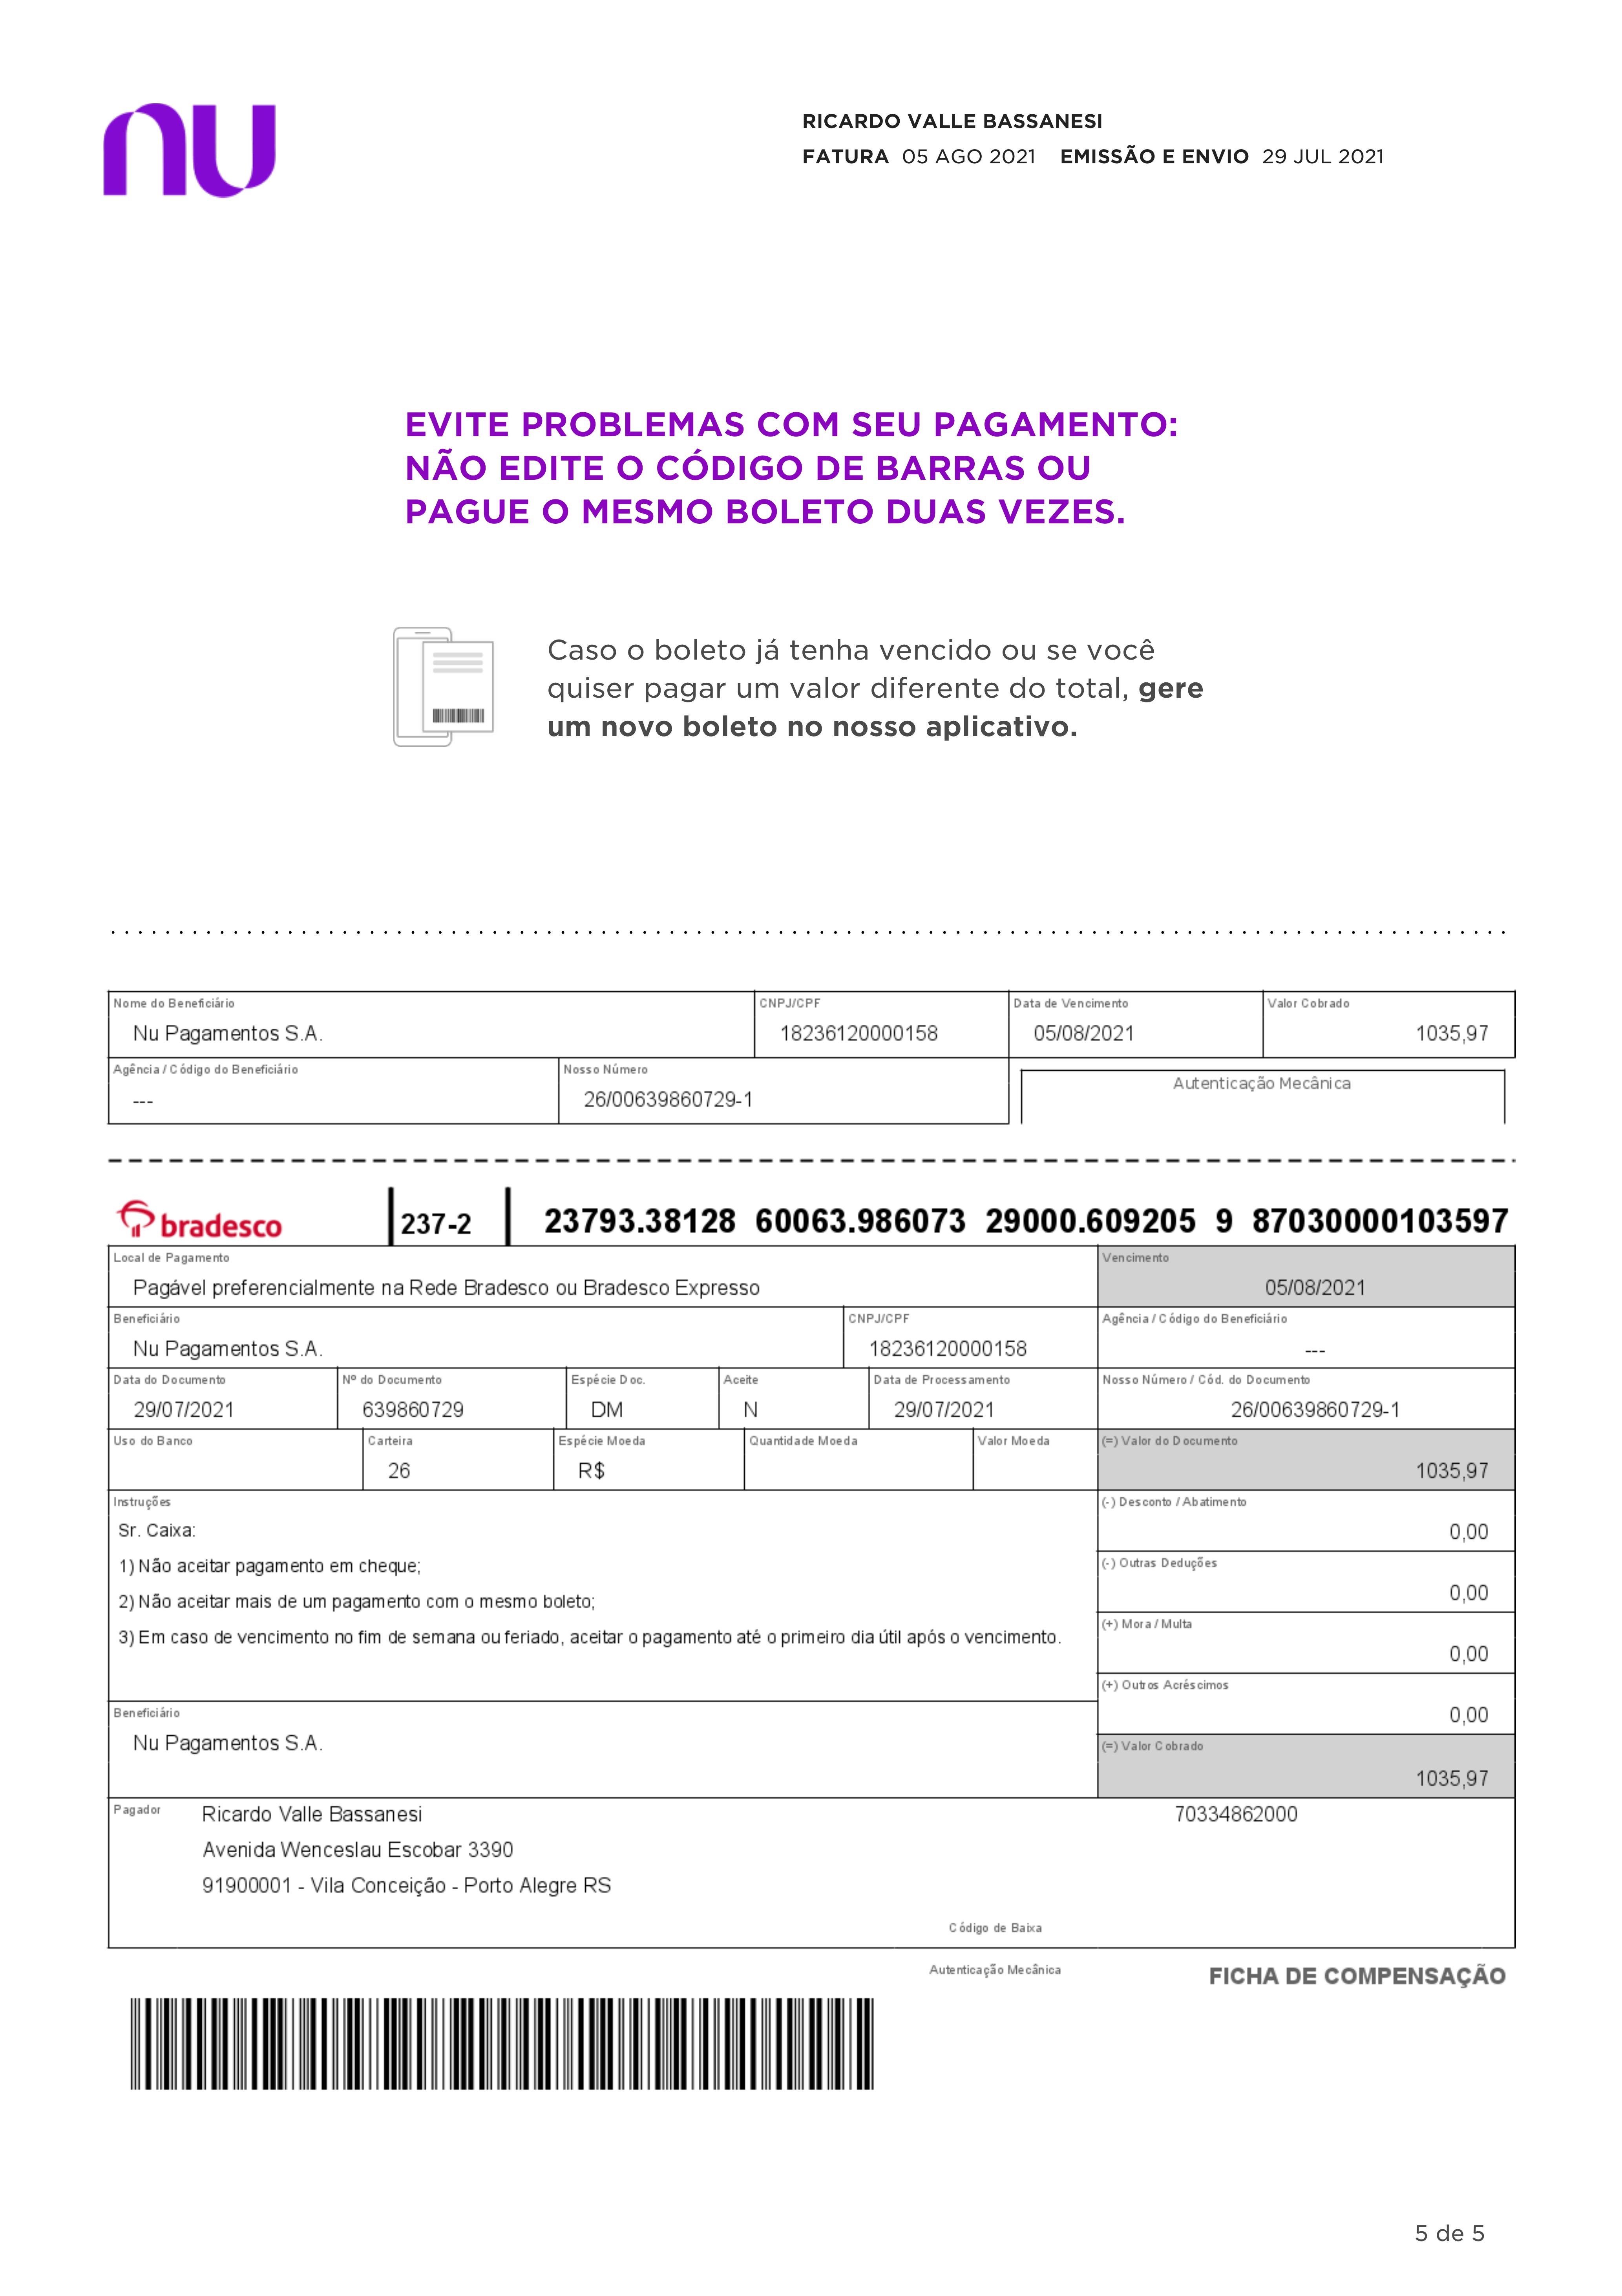 nu
RICARDO VALLE BASSANESI
FATURA 05 AGO 2021 EMISSÃO E ENVIO 29 JUL 2021
EVITE PROBLEMAS COM SEU PAGAMENTO:
NÃO EDITE O CÓDIGO DE BARRAS OU
PAGUE O MESMO BOLETO DUAS VEZES.
Caso o boleto já tenha vencido ou se você
quiser pagar um valor diferente do total, gere
um novo boleto no nosso aplicativo.
Nome do Beneficiário CNPJ/CPF Data de Vencimento Valor Cobrado
Nu Pagamentos S.A. 18236120000158 05/08/2021 1035,97
Agência / Código do Beneficiário Nosso Número Autenticação Mecânica
--- 26/00639860729-1
bradesco 237-2 23793.38128 60063.986073 29000.609205 9 87030000103597
Local de Pagamento Vencimento
Pagável preferencialmente na Rede Bradesco ou Bradesco Expresso 05/08/2021
Beneficiário CNPJ/CPF Agência / Código do Beneficiário
Nu Pagamentos S.A. 18236120000158 ---
Data do Documento Nº do Documento Espécie Doc. Aceite Data de Processamento Nosso Número / Cód. do Documento
29/07/2021 639860729 DM N 29/07/2021 26/00639860729-1
Uso do Banco Carteira Espécie Moeda Quantidade Moeda Valor Moeda (=) Valor do Documento
26 R$ 1035,97
Instruções (-) Desconto / Abatimento
Sr. Caixa: 0,00
1) Não aceitar pagamento em cheque; (-) Outras Deduções
2) Não aceitar mais de um pagamento com o mesmo boleto; 0,00
3) Em caso de vencimento no fim de semana ou feriado, aceitar o pagamento até o primeiro dia útil após o vencimento. (+) Mora / Multa
0,00
(+) Outros Acréscimos
0,00
Beneficiário
Nu Pagamentos S.A. (=) Valor Cobrado
1035,97
Pagador Ricardo Valle Bassanesi 70334862000
Avenida Wenceslau Escobar 3390
91900001 - Vila Conceição - Porto Alegre RS
Código de Baixa
Autenticação Mecânica FICHA DE COMPENSAÇÃO
5 de 5